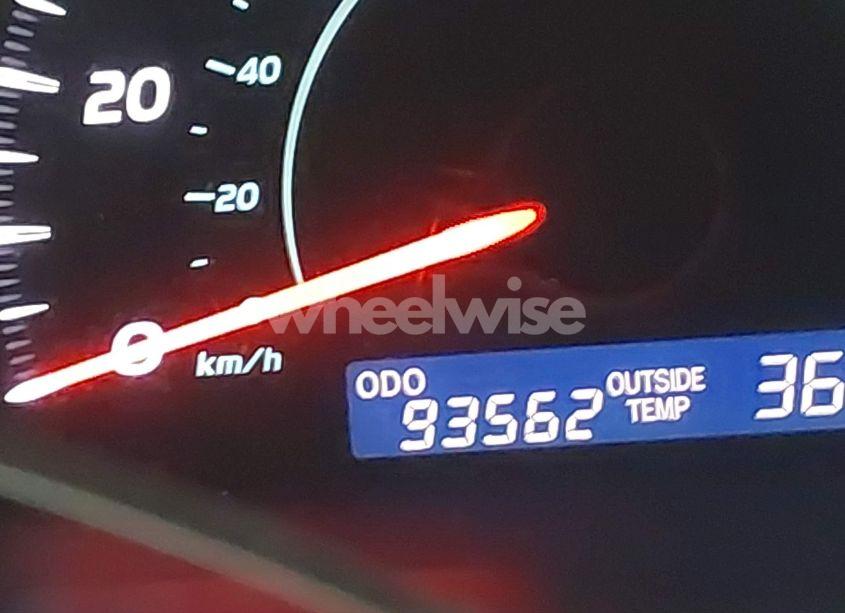 40
20
20
0
km/h
wheelwise
ODO
93562
OUTSIDE
TEMP
36